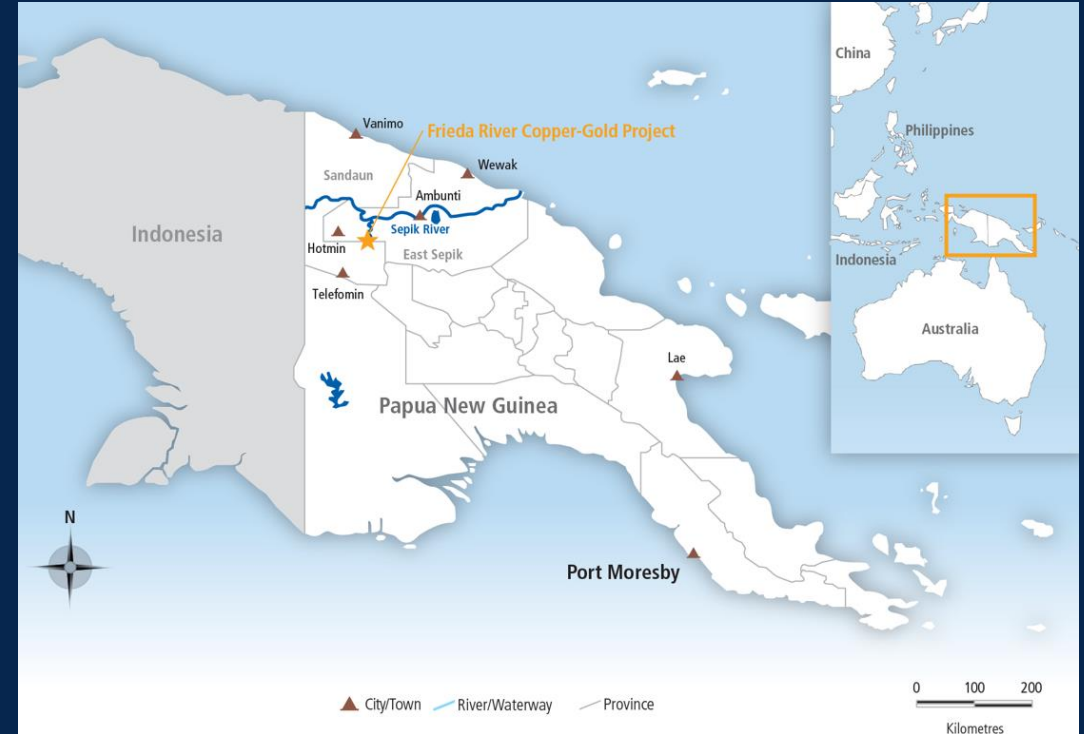 Vanimo
Frieda River Copper-Gold Project
Wewak
Sandaun
Ambunti
Sepik River
Indonesia
Hotmin
East Sepik
Telefomin
Lae
Papua New Guinea
N
Port Moresby
City/Town
River/Waterway
Province
0 100 200
Kilometres
China
Philippines
Indonesia
Australia